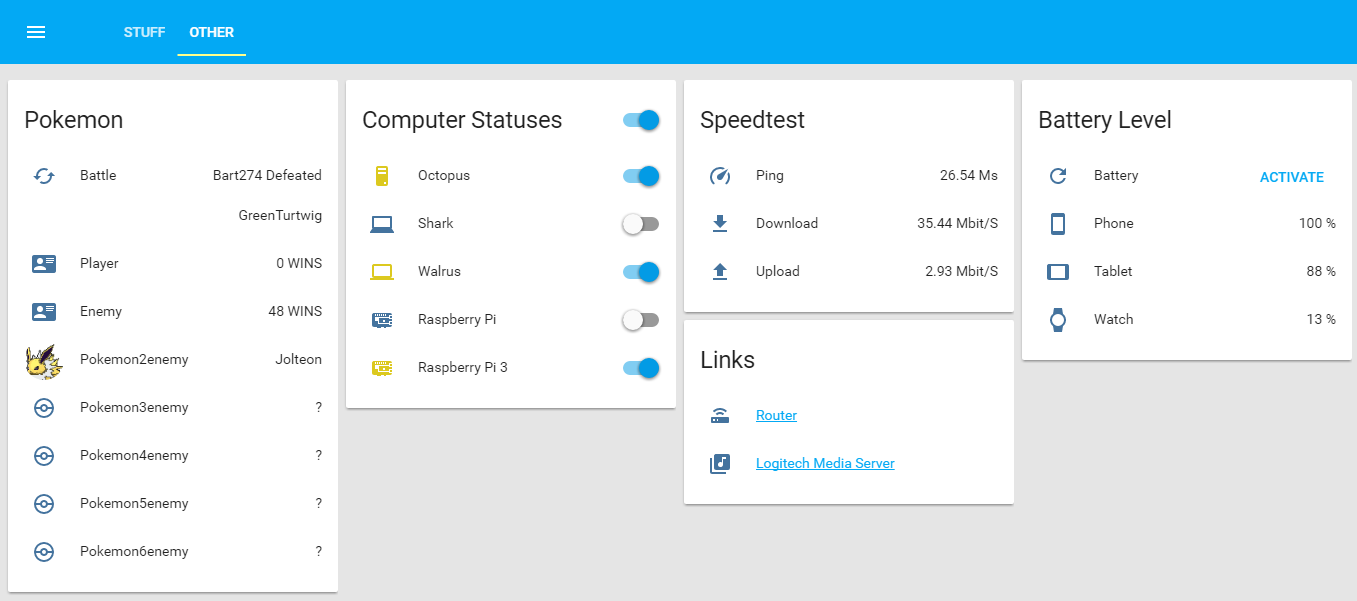 STUFF OTHER
Pokemon
Battle Bart274 Defeated
GreenTurtwig
Player 0 WINS
Enemy 48 WINS
Pokemon2enemy Jolteon
Pokemon3enemy ?
Pokemon4enemy ?
Pokemon5enemy ?
Pokemon6enemy ?
Computer Statuses
Octopus
Shark
Walrus
Raspberry Pi
Raspberry Pi 3
Speedtest
Ping 26.54 Ms
Download 35.44 Mbit/S
Upload 2.93 Mbit/S
Links
Router
Logitech Media Server
Battery Level
Battery ACTIVATE
Phone 100 %
Tablet 88 %
Watch 13 %